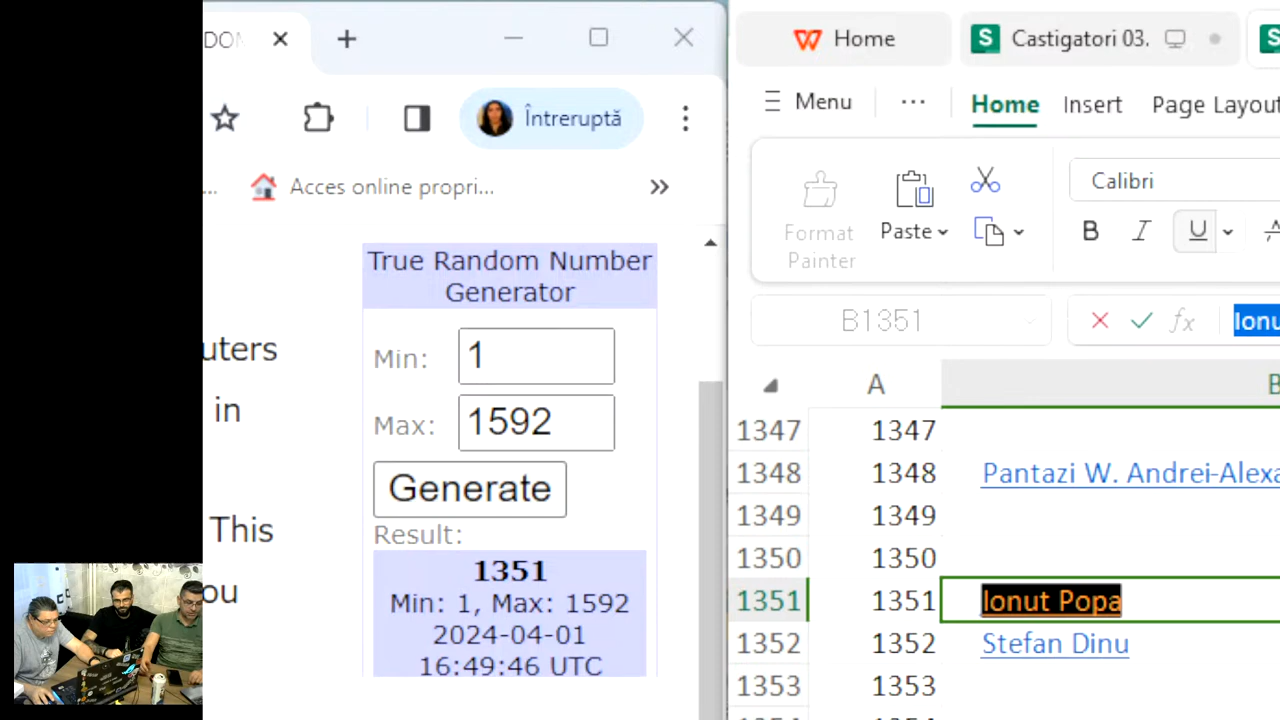 Întreruptă
... Acces online propri... »
True Random Number
Generator
uters
in
This
ou
Min: 1
Max: 1592
Generate
Result:
1351
Min: 1, Max: 1592
2024-04-01
16:49:46 UTC
Home
S Castigatori 03.
S
Menu ... Home Insert Page Layout
Format
Painter
Paste
Calibri
B I U A
B1351 fx Ionu
A B
1347 1347
1348 1348 Pantazi W. Andrei-Alexa
1349 1349
1350 1350
1351 1351 Ionut Popa
1352 1352 Stefan Dinu
1353 1353